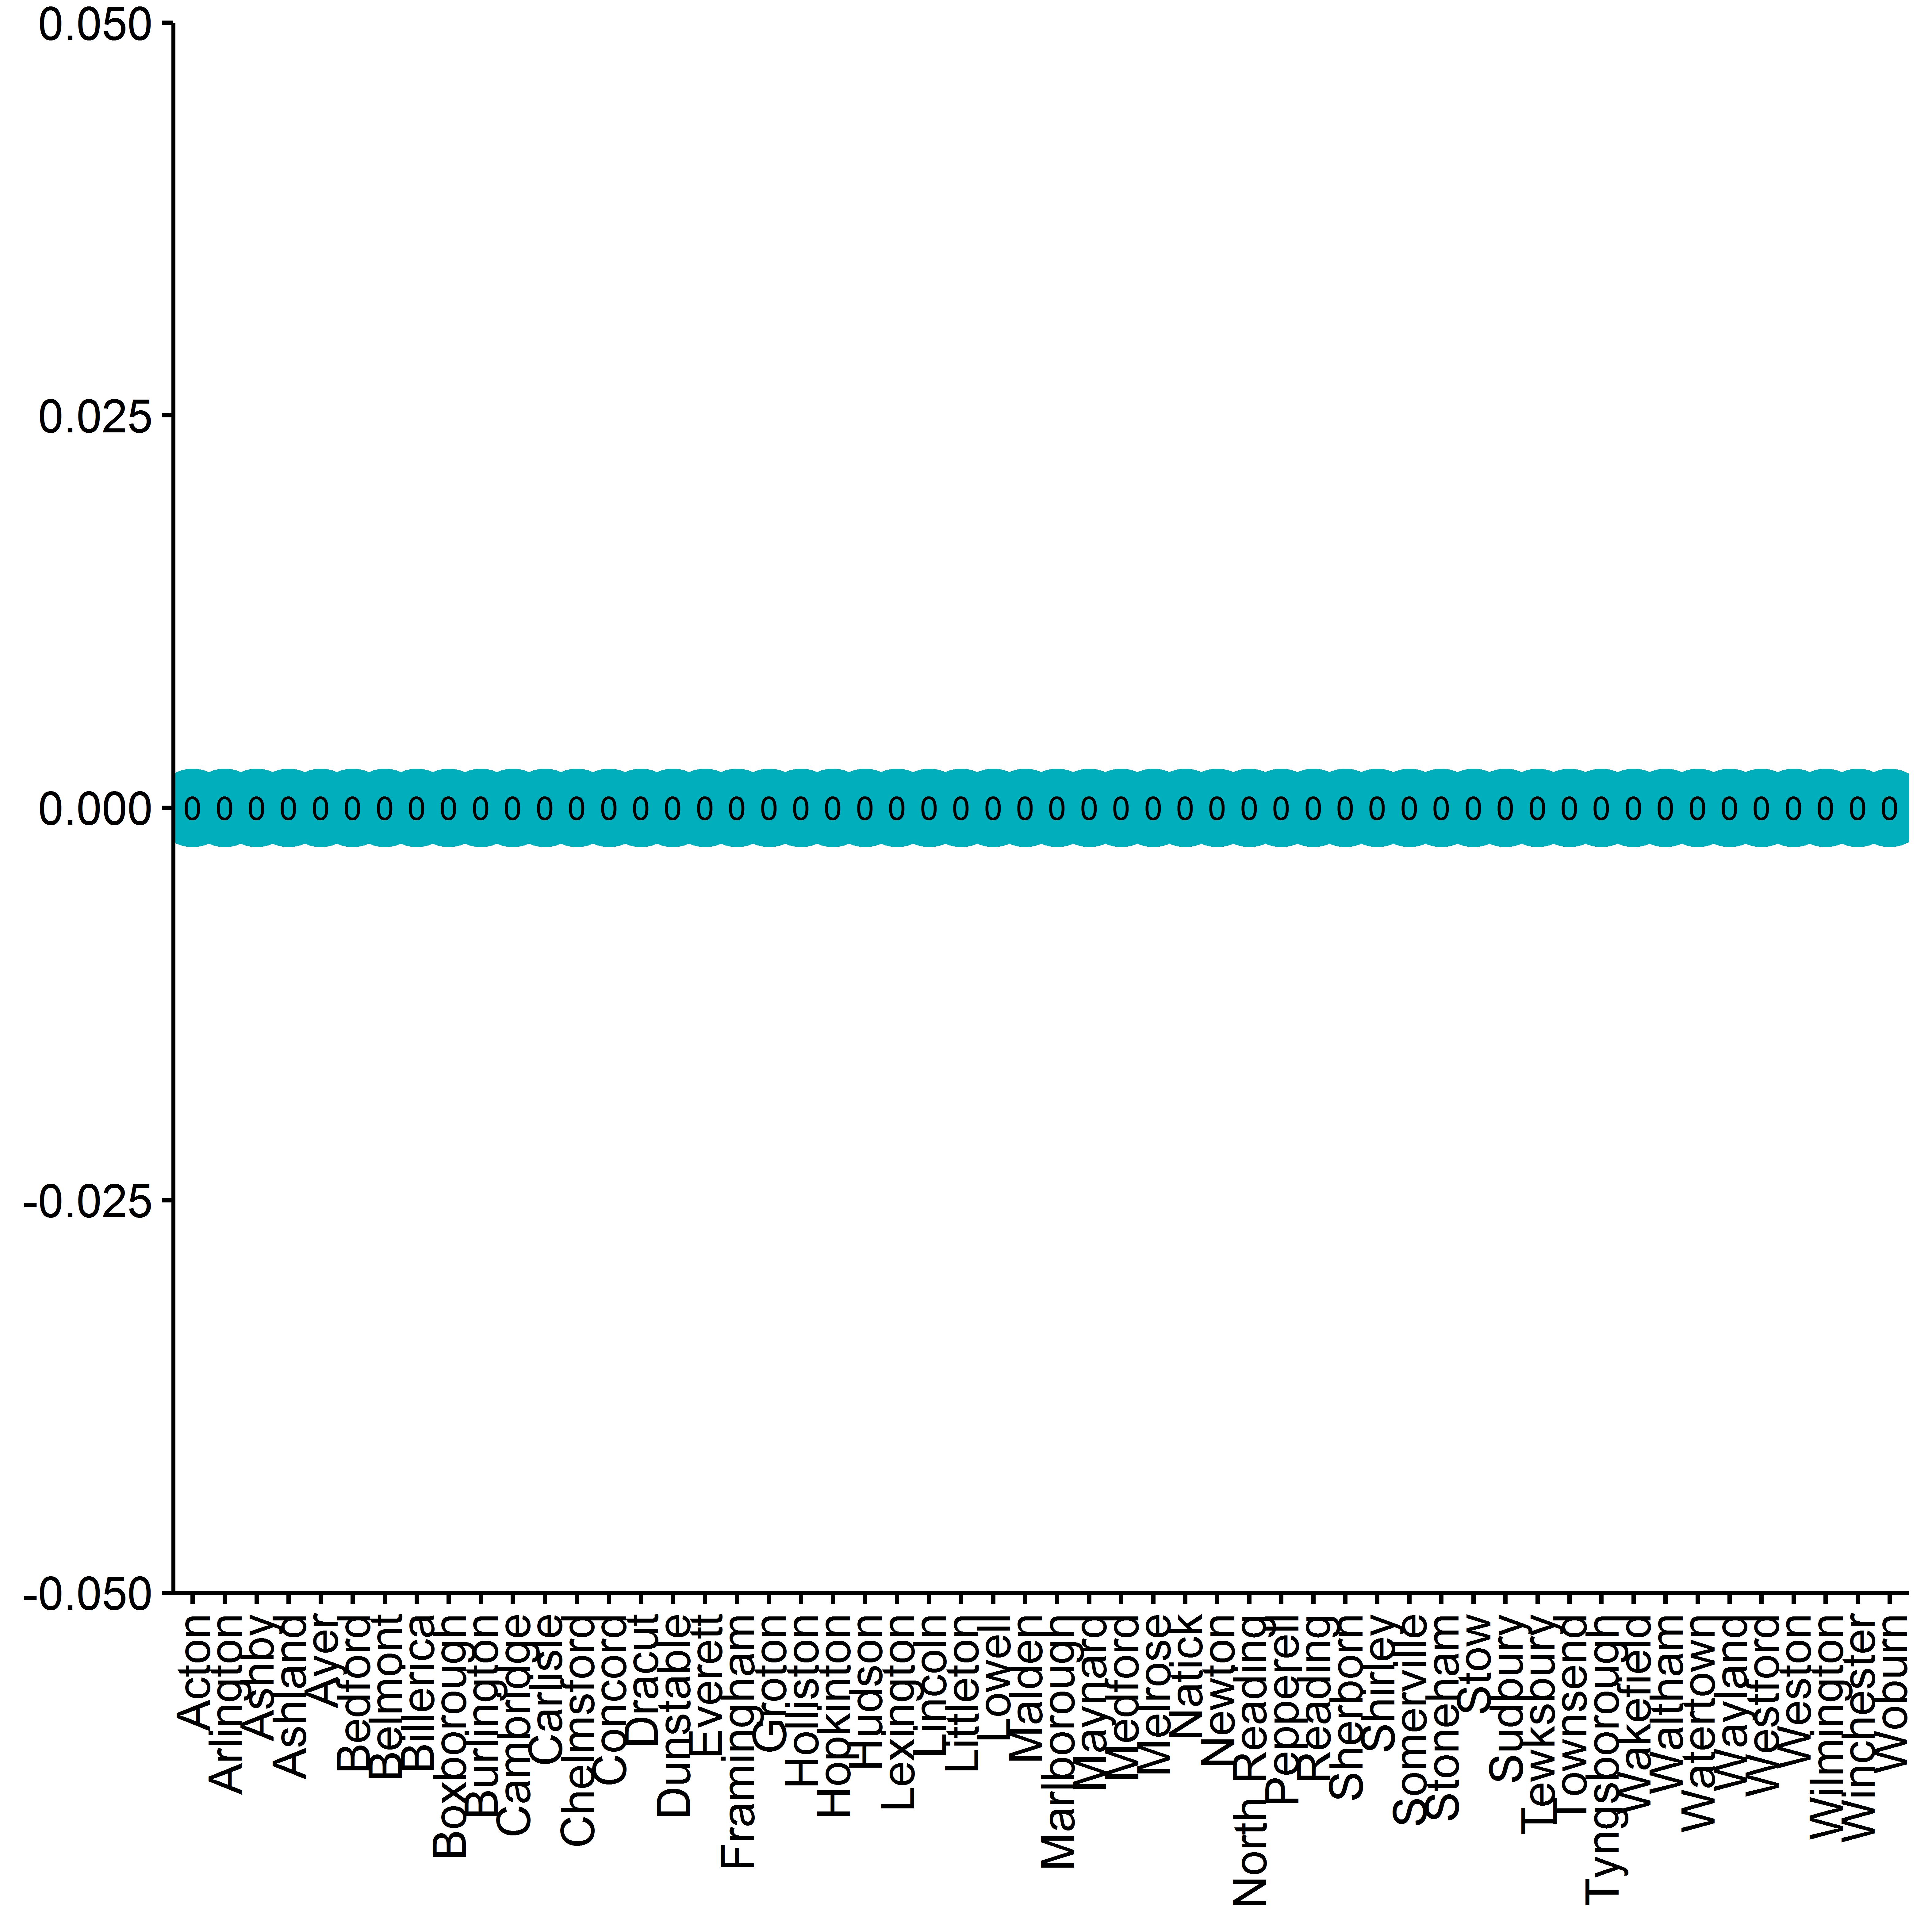 0.050
0.025
0.000
0 0 0 0 0 0 0 0 0 0 0 0 0 0 0 0 0 0 0 0 0 0 0 0 0 0 0 0 0 0 0 0 0 0 0 0 0 0 0 0 0 0 0 0 0 0 0 0 0 0 0 0 0 0
-0.025
-0.050
Acton
Arlington
Ashby
Ashland
Ayer
Bedford
Belmont
Billerica
Boxborough
Burlington
Cambridge
Carlisle
Chelmsford
Concord
Dracut
Dunstable
Everett
Framingham
Groton
Holliston
Hopkinton
Hudson
Lexington
Lincoln
Littleton
Lowell
Malden
Marlborough
Maynard
Medford
Melrose
Natick
Newton
North Reading
Pepperell
Reading
Sherborn
Shirley
Somerville
Stoneham
Stow
Sudbury
Tewksbury
Townsend
Tyngsborough
Wakefield
Waltham
Watertown
Wayland
Westford
Weston
Wilmington
Winchester
Woburn